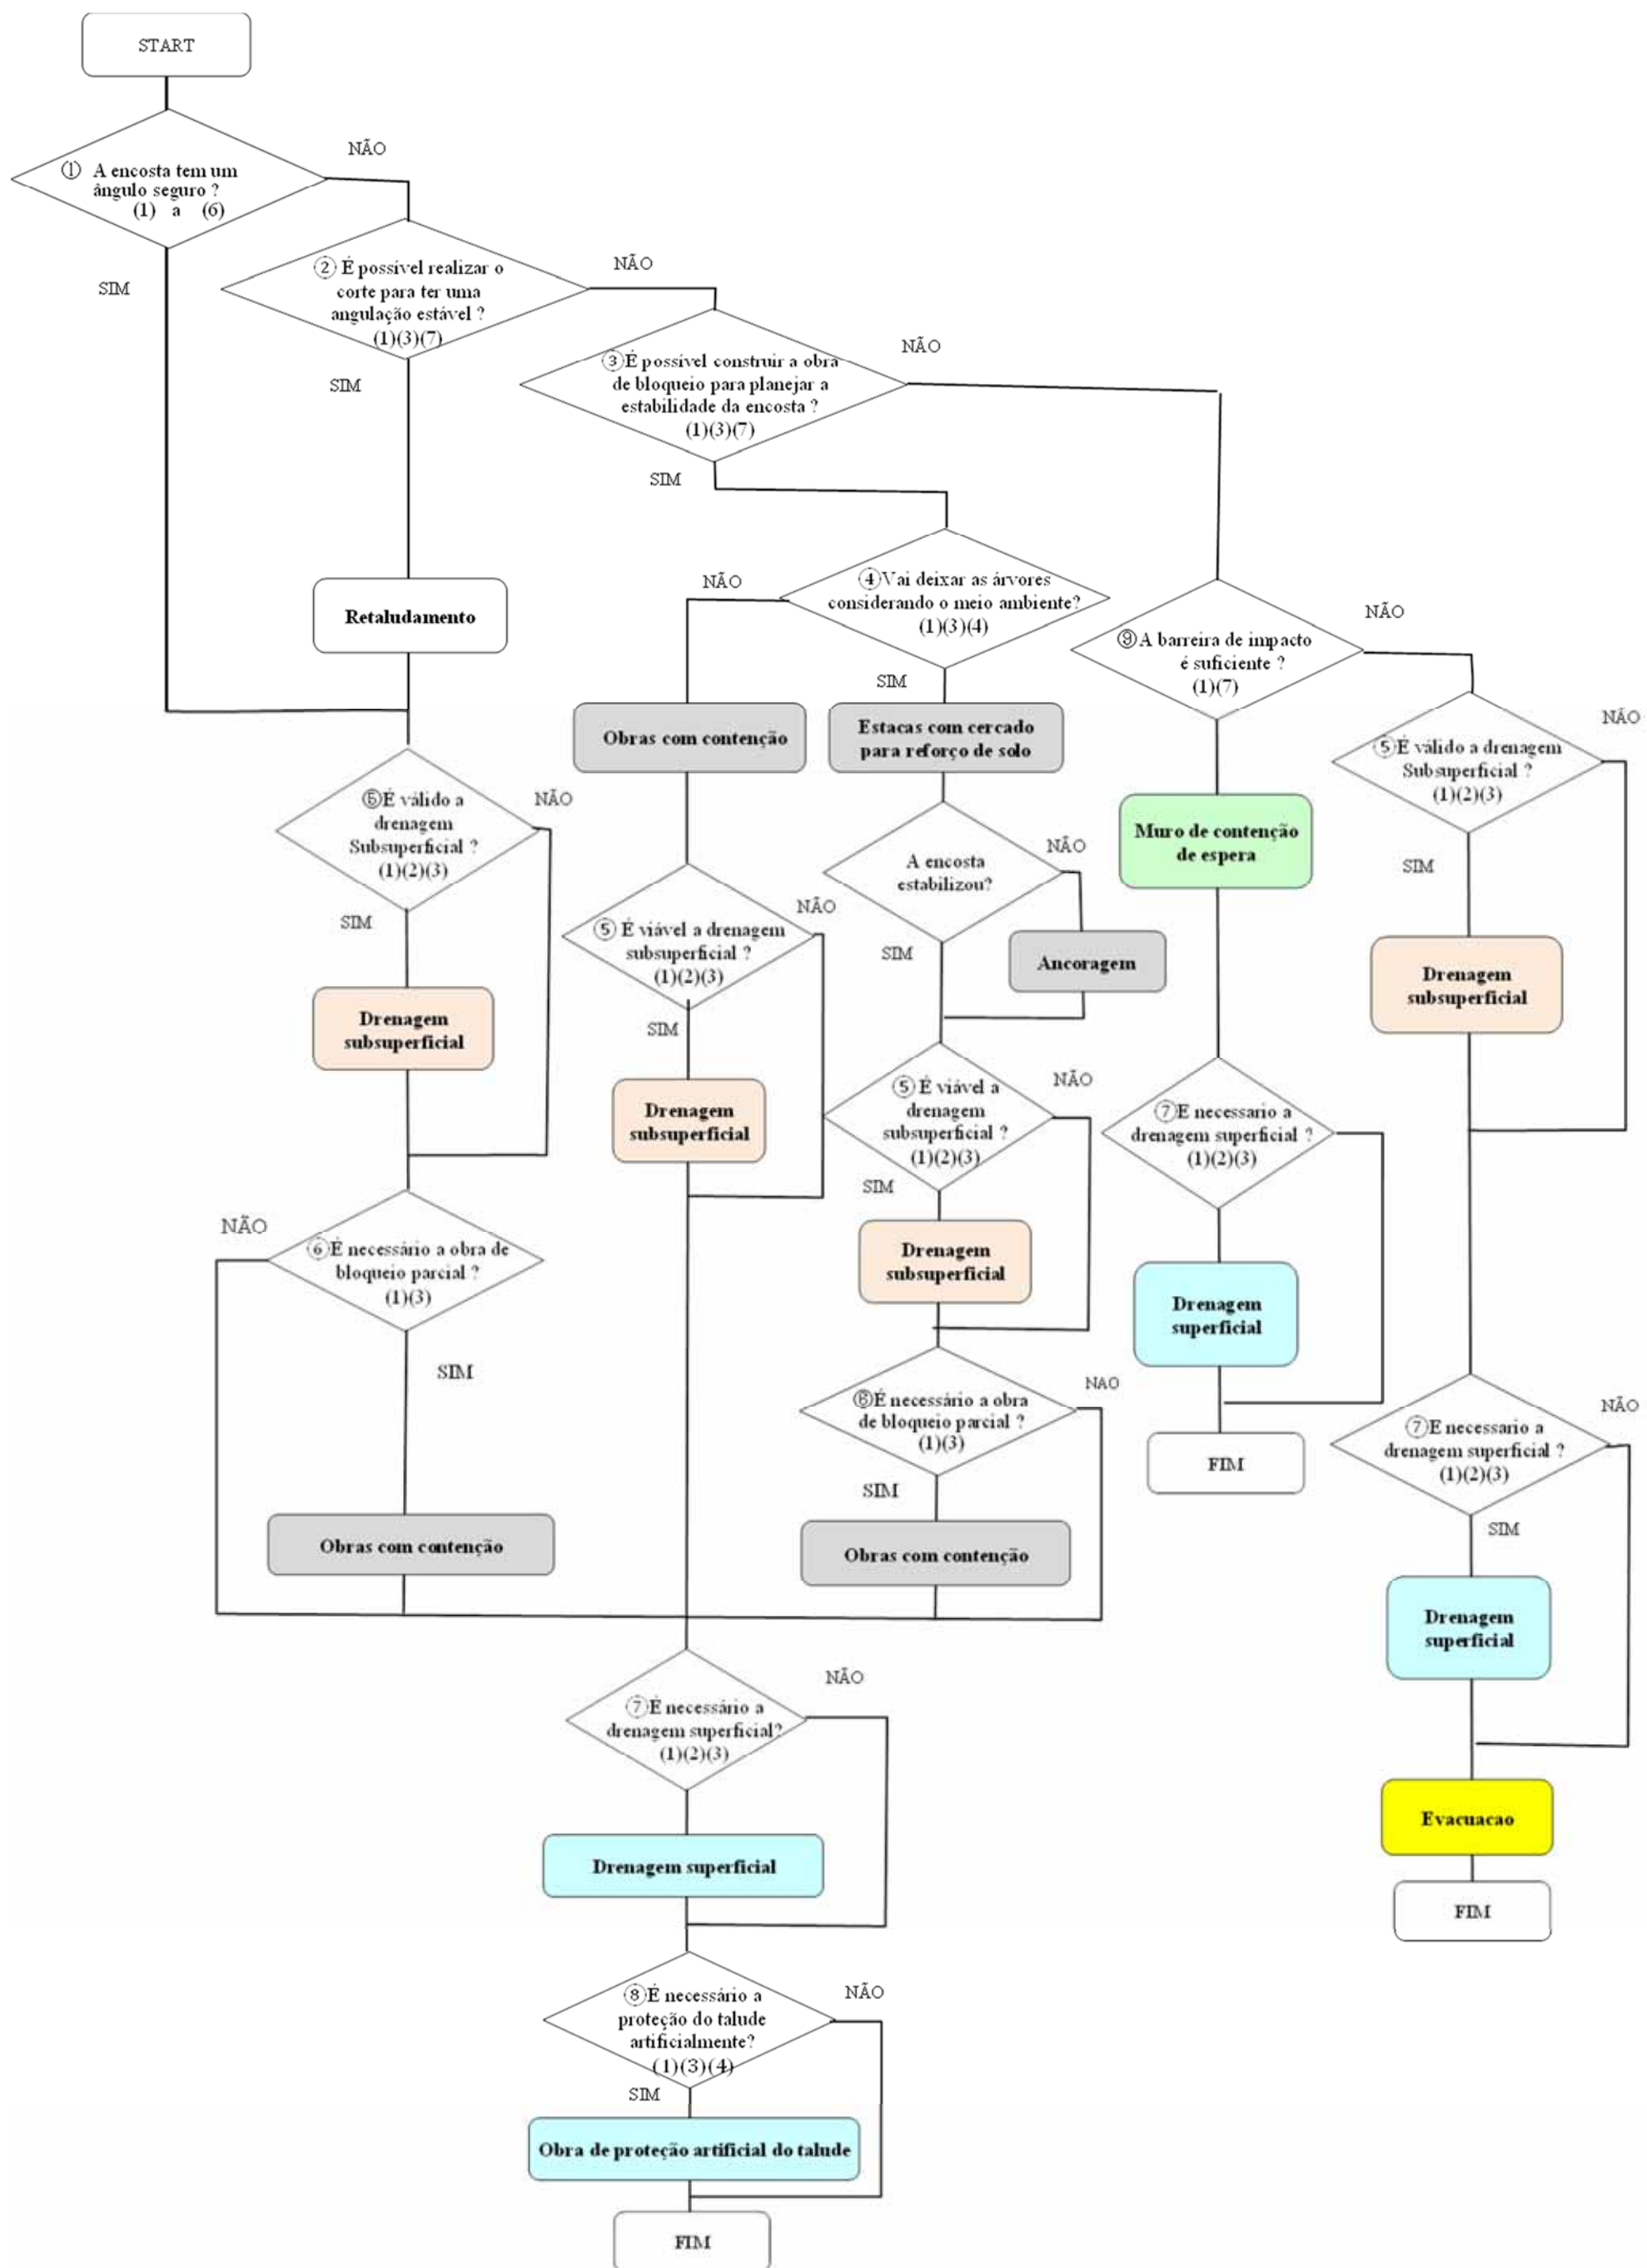 START
NÃO
① A encosta tem um
ângulo seguro ?
(1) a (6)
SIM
NÃO
② É possível realizar o
corte para ter uma
angulação estável ?
(1)(3)(7)
SIM
NÃO
③É possível construir a obra
de bloqueio para planejar a
estabilidade da encosta ?
(1)(3)(7)
SIM
Retaludamento
NÃO
④Vai deixar as árvores
considerando o meio ambiente?
(1)(3)(4)
SIM
NÃO
⑨A barreira de impacto
é suficiente ?
(1)(7)
Obras com contenção
Estacas com cercado
para reforço de solo
NÃO
⑤É válido a drenagem
Subsuperficial ?
(1)(2)(3)
SIM
⑤É válido a
drenagem
Subsuperficial ?
(1)(2)(3)
NÃO
SIM
Muro de contenção
de espera
A encosta
estabilizou?
NÃO
SIM
Ancoragem
NÃO
⑤ É viável a drenagem
subsuperficial ?
(1)(2)(3)
SIM
Drenagem
subsuperficial
Drenagem
subsuperficial
Drenagem
subsuperficial
⑤ É viável a
drenagem
subsuperficial ?
(1)(2)(3)
NÃO
SIM
⑦E necessario a
drenagem superficial ?
(1)(2)(3)
Drenagem
subsuperficial
Drenagem
superficial
NÃO
⑥É necessário a obra de
bloqueio parcial ?
(1)(3)
SIM
⑥É necessário a obra
de bloqueio parcial ?
(1)(3)
NAO
SIM
FIM
NÃO
⑦E necessario a
drenagem superficial ?
(1)(2)(3)
SIM
Obras com contenção
Obras com contenção
Drenagem
superficial
NÃO
⑦É necessário a
drenagem superficial?
(1)(2)(3)
Drenagem superficial
Evacuacao
FIM
NÃO
⑧É necessário a
proteção do talude
artificialmente?
(1)(3)(4)
SIM
Obra de proteção artificial do talude
FIM